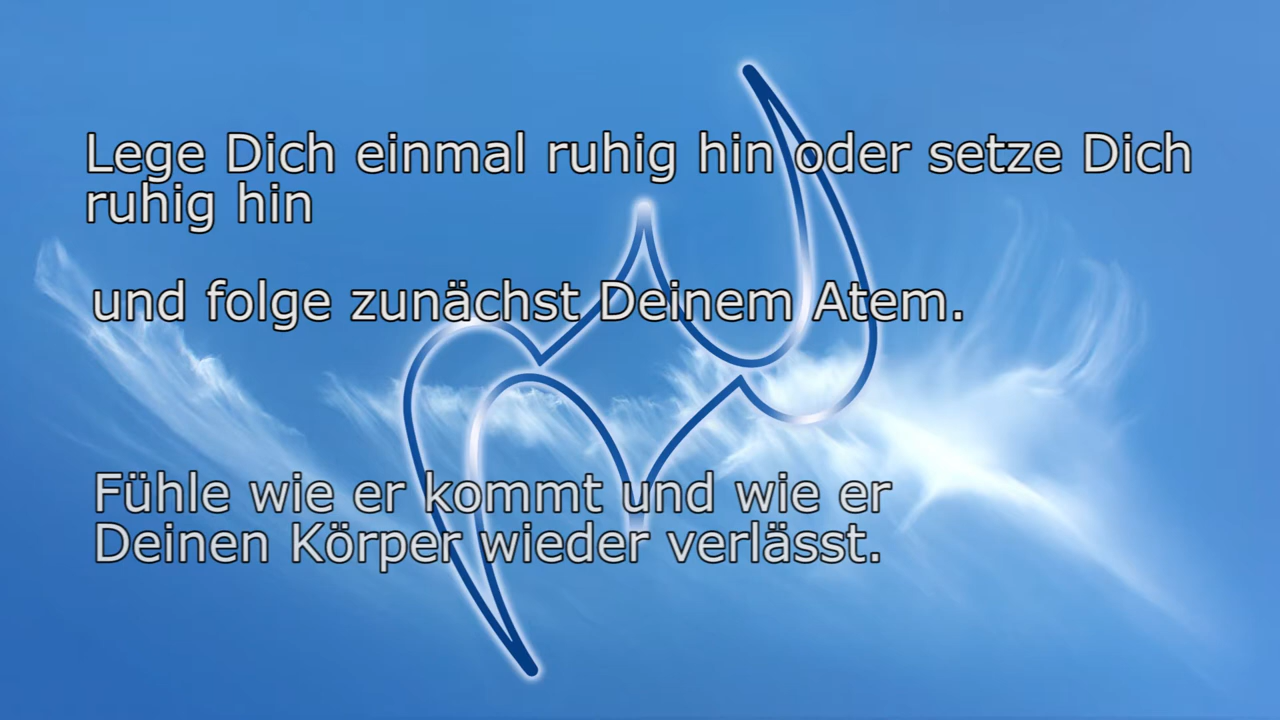 Lege Dich einmal ruhig hin oder setze Dich
ruhig hin
und folge zunächst Deinem Atem.
Fühle wie er kommt und wie er
Deinen Körper wieder verlässt.